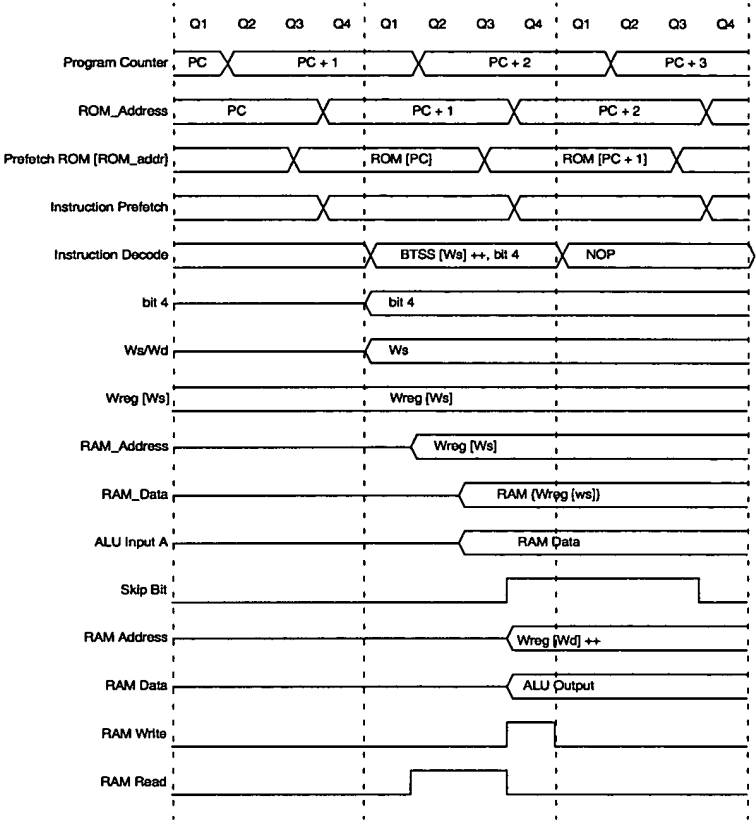 Q1 Q2 Q3 Q4 Q1 Q2 Q3 Q4 Q1 Q2 Q3 Q4
Program Counter PC PC + 1 PC + 2 PC + 3
ROM_Address PC PC + 1 PC + 2
Prefetch ROM [ROM_addr} ROM [PC} ROM [PC + 1]
Instruction Prefetch
Instruction Decode BTSS [Ws] ++, bit 4 NOP
bit 4 bit 4
Ws/Wd Ws
Wreg [Ws] Wreg [Ws]
RAM_Address Wreg [Ws]
RAM_Data RAM {Wreg [ws]}
ALU Input A RAM Data
Skip Bit
RAM Address Wreg [Wd] ++
RAM Data ALU Output
RAM Write
RAM Read